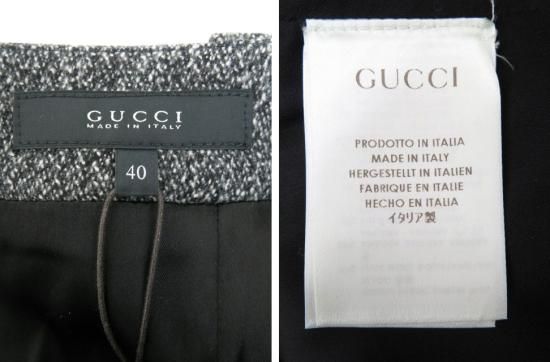 GUCCI
MADE IN ITALY
40
GUCCI
PRODOTTO IN ITALIA
MADE IN ITALY
HERGESTELLT IN ITALIEN
FABRIQUE EN ITALIE
HECHO EN ITALIA
イタリア製